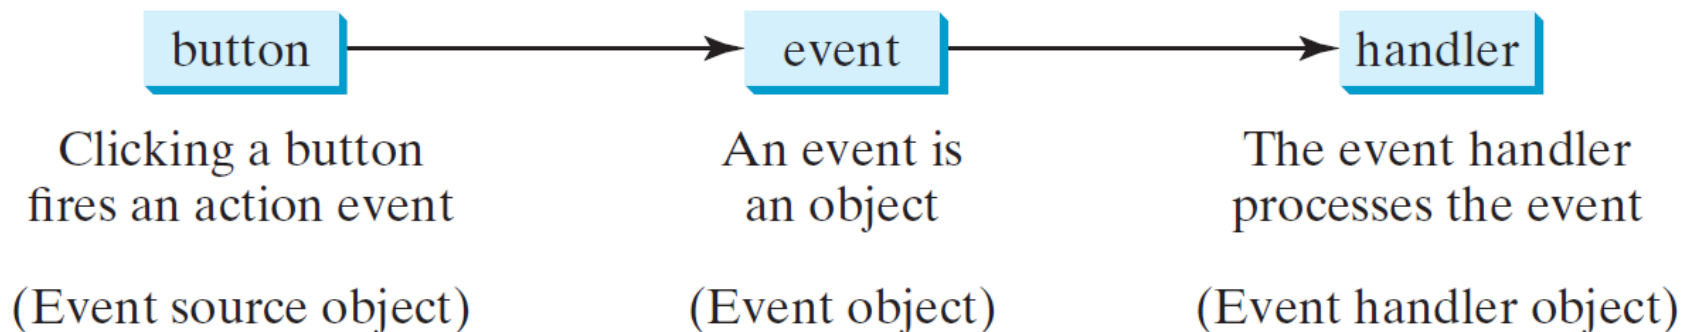 button
event
handler
Clicking a button
fires an action event
An event is
an object
The event handler
processes the event
(Event source object)
(Event object)
(Event handler object)